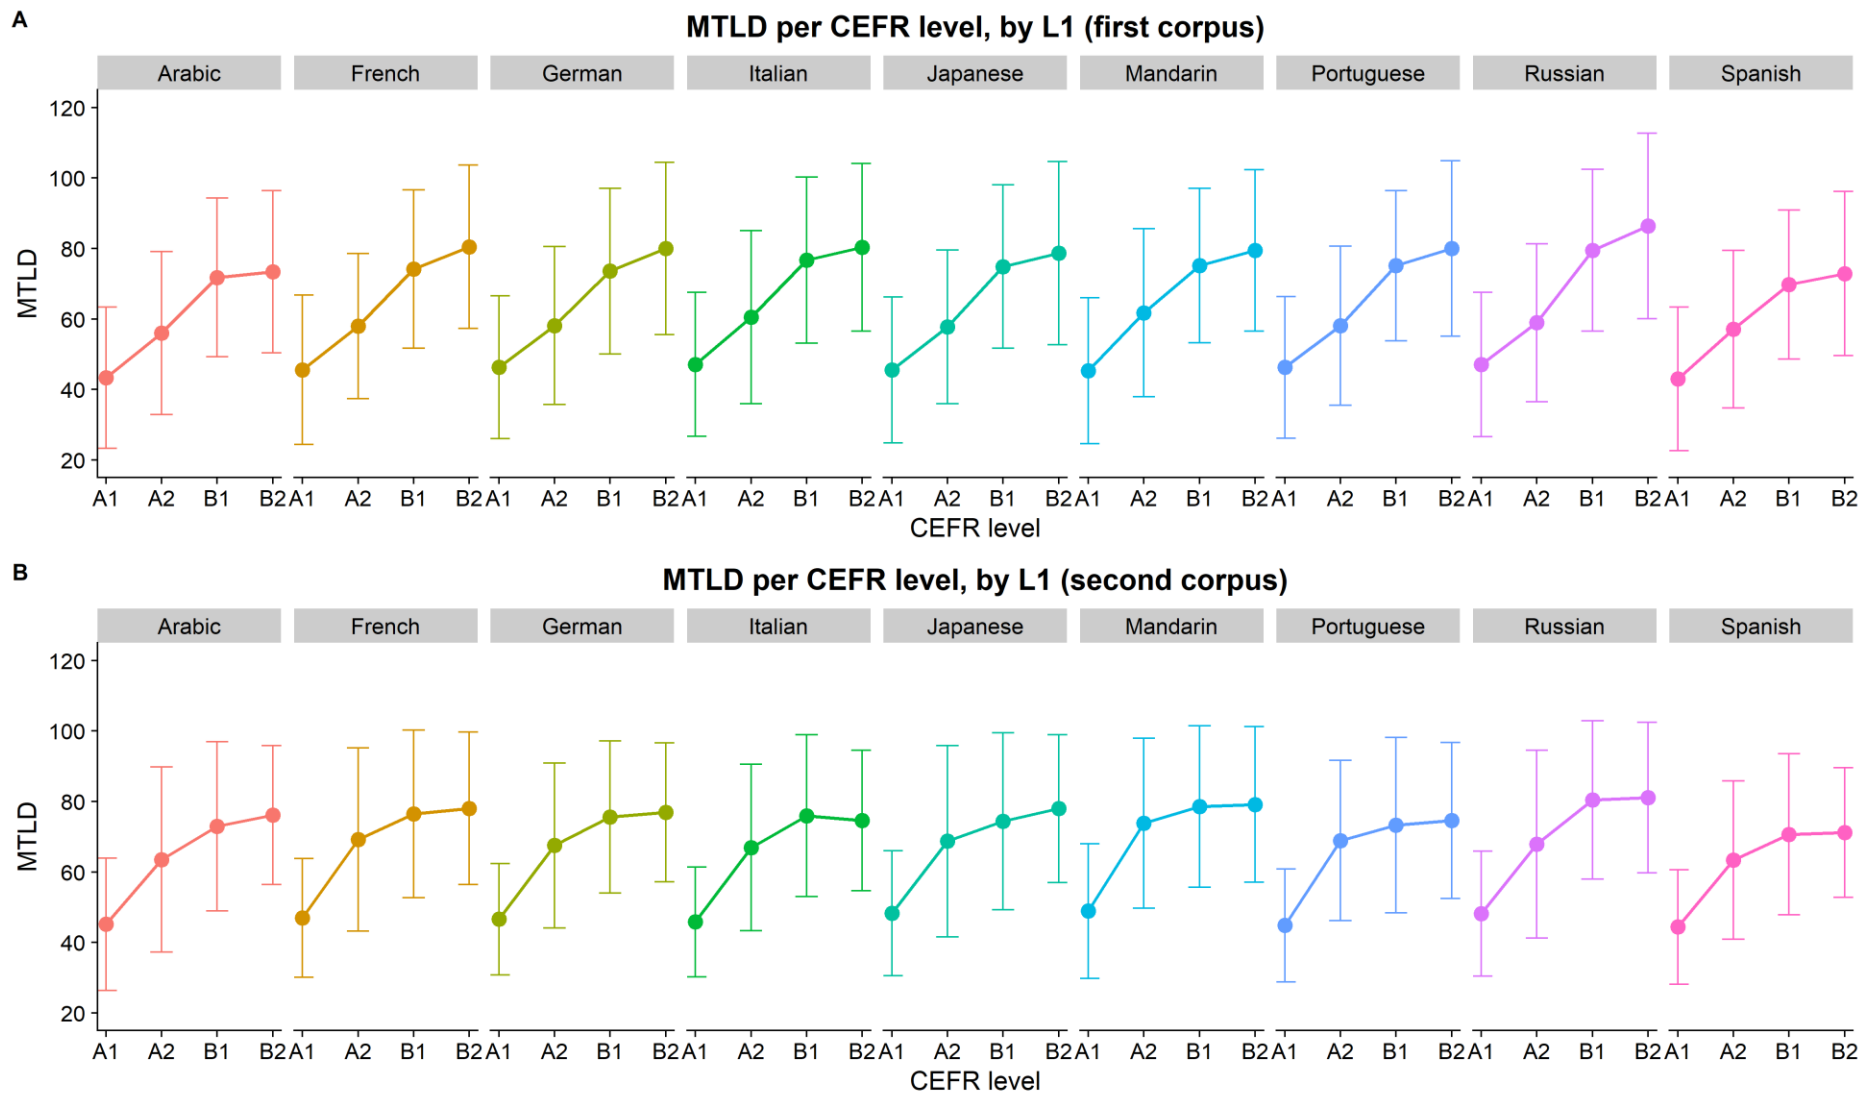 A
MTLD per CEFR level, by L1 (first corpus)
Arabic French German Italian Japanese Mandarin Portuguese Russian Spanish
120
100
80
60
40
20
MTLD
A1 A2 B1 B2 A1 A2 B1 B2 A1 A2 B1 B2 A1 A2 B1 B2 A1 A2 B1 B2 A1 A2 B1 B2 A1 A2 B1 B2 A1 A2 B1 B2 A1 A2 B1 B2
CEFR level
B
MTLD per CEFR level, by L1 (second corpus)
Arabic French German Italian Japanese Mandarin Portuguese Russian Spanish
120
100
80
60
40
20
MTLD
A1 A2 B1 B2 A1 A2 B1 B2 A1 A2 B1 B2 A1 A2 B1 B2 A1 A2 B1 B2 A1 A2 B1 B2 A1 A2 B1 B2 A1 A2 B1 B2 A1 A2 B1 B2
CEFR level